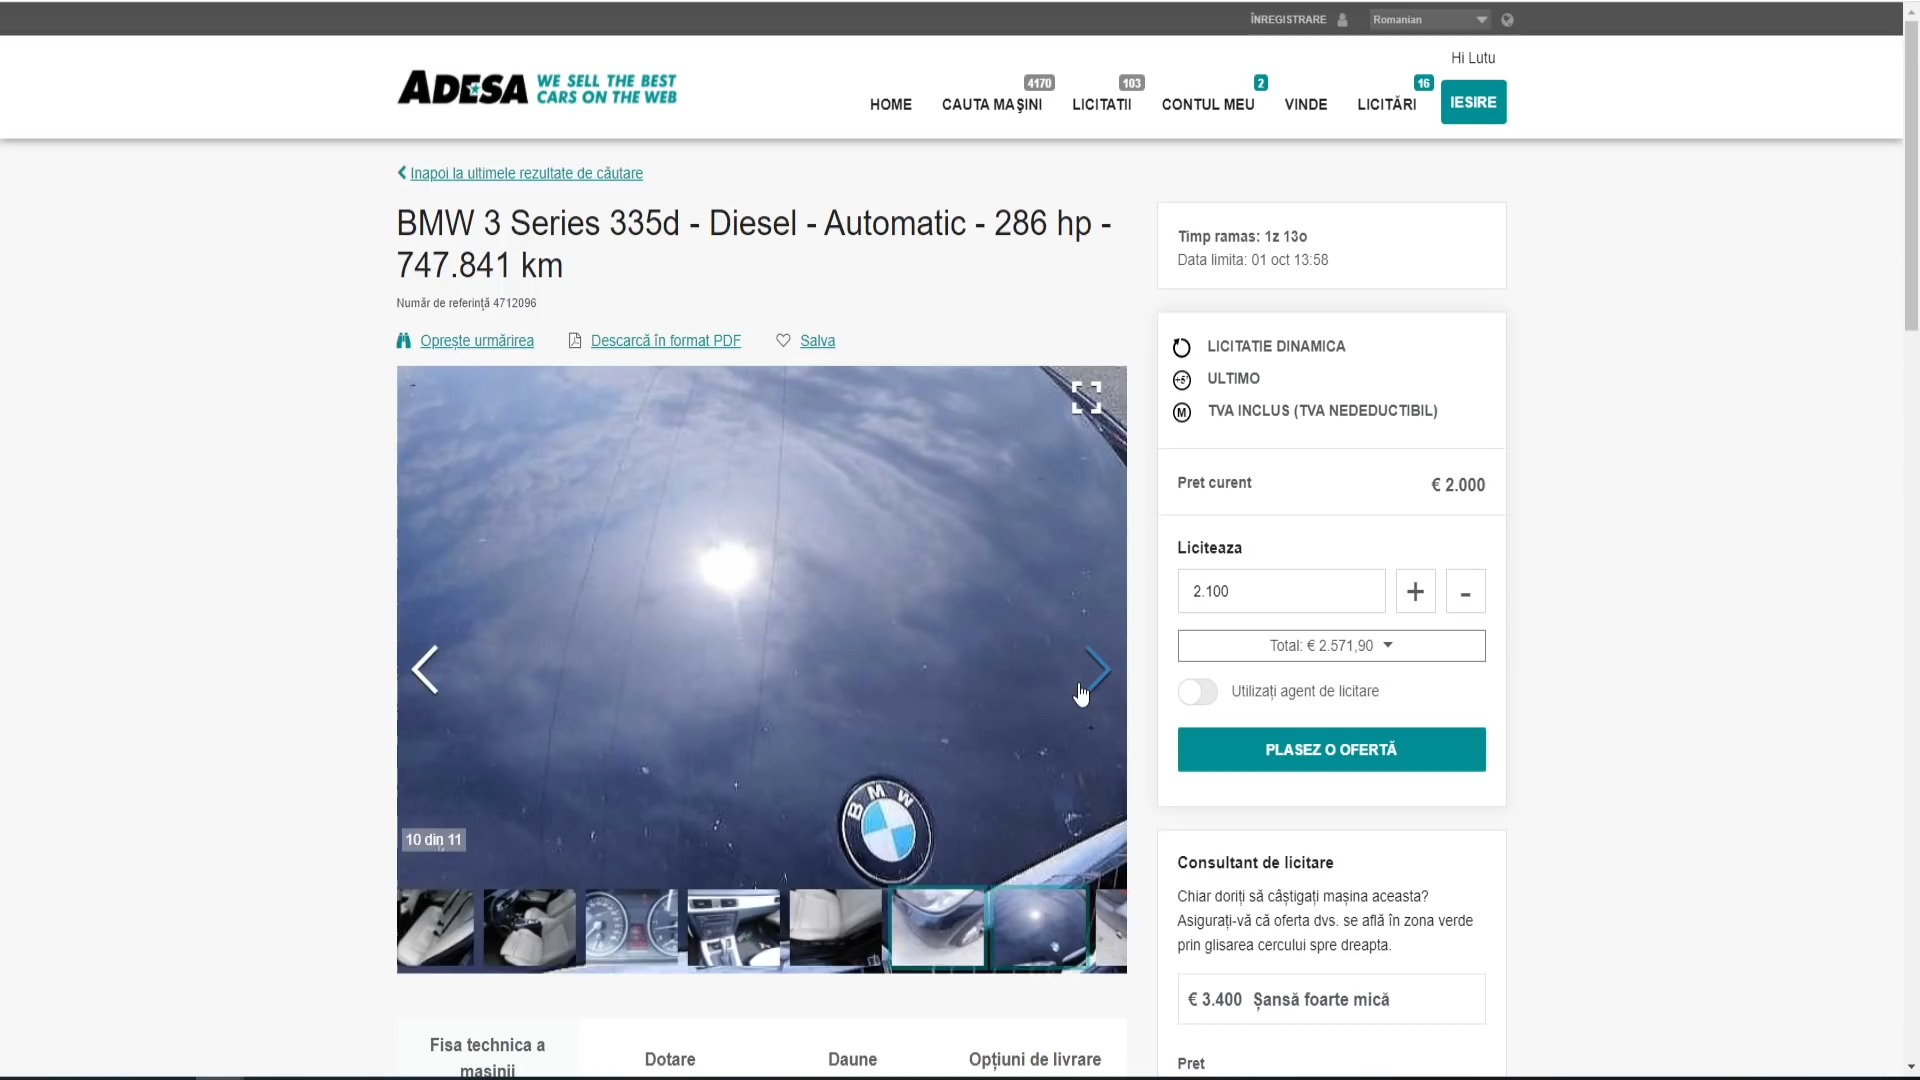 ÎNREGISTRARE
Romanian
Hi Lutu
ADESA
WE SELL THE BEST
CARS ON THE WEB
HOME
CAUTA MAȘINI
4170
LICITATII
103
CONTUL MEU
2
VINDE
LICITĂRI
16
IESIRE
Inapoi la ultimele rezultate de căutare
BMW 3 Series 335d - Diesel - Automatic - 286 hp -
747.841 km
Număr de referință 4712096
Oprește urmărirea
Descarcă în format PDF
Salva
BMW
10 din 11
Fisa technica a
masinii
Dotare
Daune
Opțiuni de livrare
Timp ramas: 1z 13o
Data limita: 01 oct 13:58
LICITATIE DINAMICA
+5'
ULTIMO
M
TVA INCLUS (TVA NEDEDUCTIBIL)
Pret curent
€ 2.000
Liciteaza
2.100
+
-
Total: € 2.571,90
Utilizați agent de licitare
PLASEZ O OFERTĂ
Consultant de licitare
Chiar doriți să câștigați mașina aceasta?
Asigurați-vă că oferta dvs. se află în zona verde
prin glisarea cercului spre dreapta.
€ 3.400 Șansă foarte mică
Pret